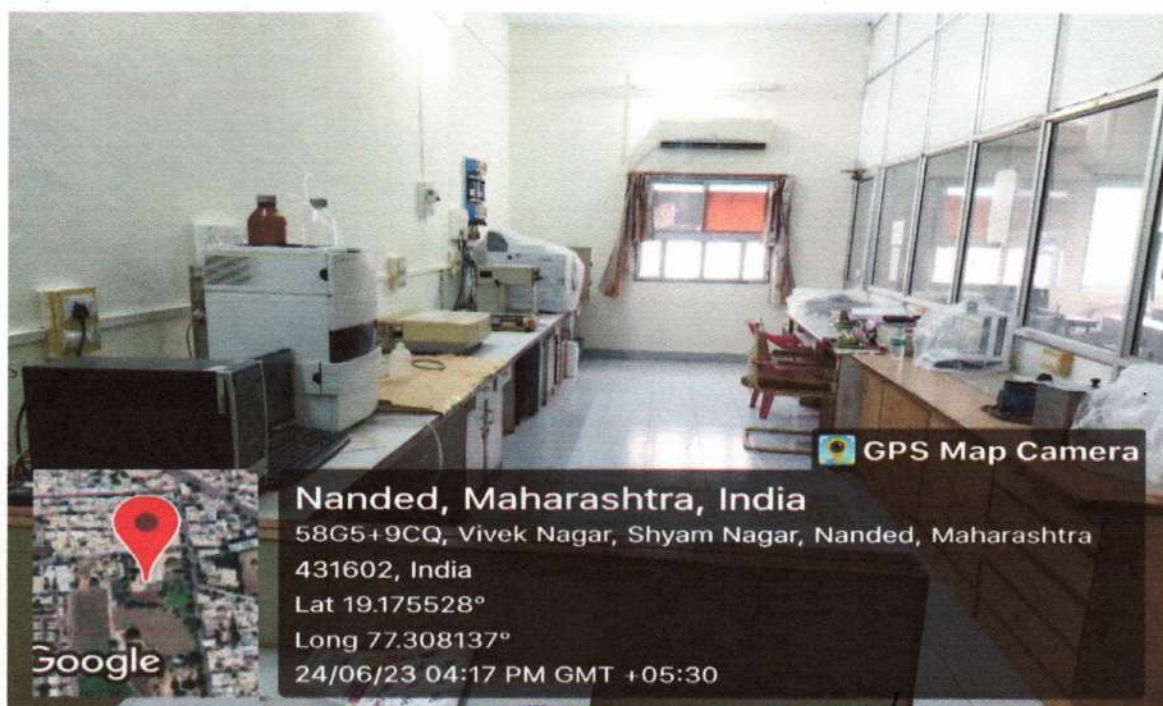 GPS Map Camera
Nanded, Maharashtra, India
58G5+9CQ, Vivek Nagar, Shyam Nagar, Nanded, Maharashtra
431602, India
Lat 19.175528°
Long 77.308137°
24/06/23 04:17 PM GMT +05:30
Google